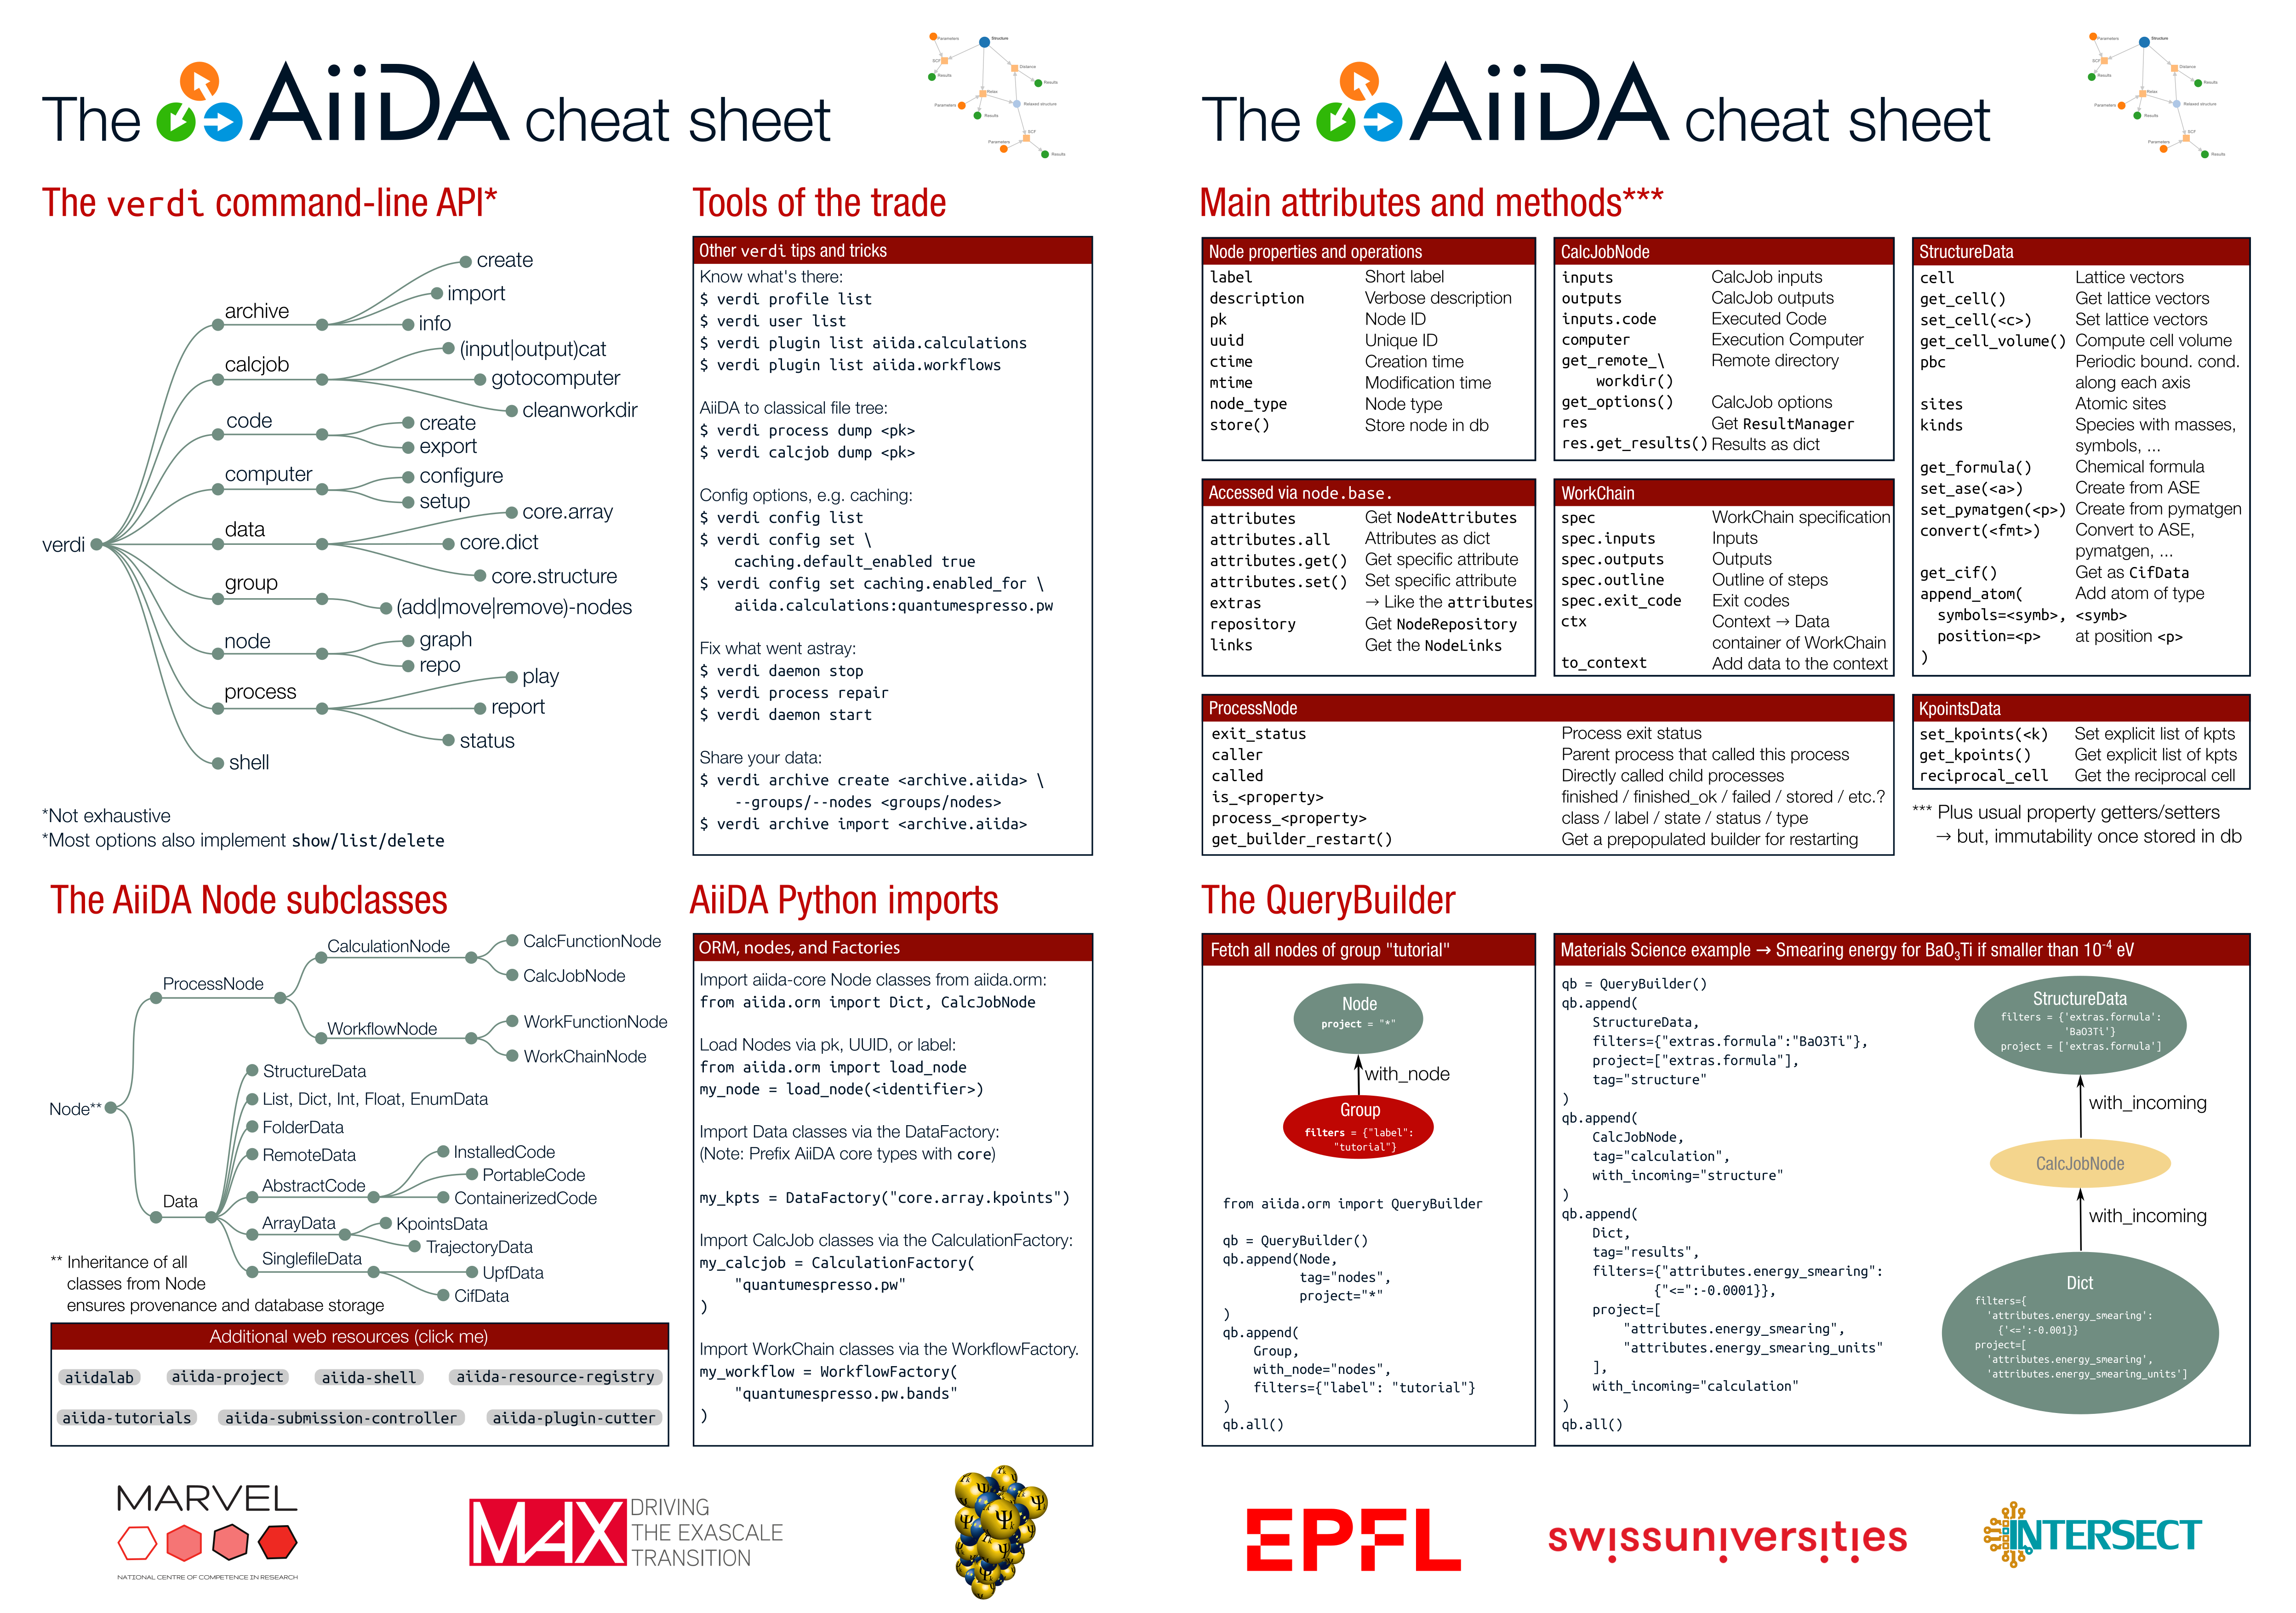 The AiiDA cheat sheet
Parameters
Structure
SCF
Results
Distance
Results
Relax
Parameters
Relaxed structure
Results
SCF
Parameters
Results
The verdi command-line API*
verdi
archive
create
import
info
calcjob
(input|output)cat
gotocomputer
cleanworkdir
code
create
export
computer
configure
setup
data
core.array
core.dict
core.structure
group
(add|move|remove)-nodes
node
graph
repo
process
play
report
status
shell
*Not exhaustive
*Most options also implement show/list/delete
Tools of the trade
Other verdi tips and tricks
Know what's there:
$ verdi profile list
$ verdi user list
$ verdi plugin list aiida.calculations
$ verdi plugin list aiida.workflows
AiiDA to classical file tree:
$ verdi process dump <pk>
$ verdi calcjob dump <pk>
Config options, e.g. caching:
$ verdi config list
$ verdi config set \
caching.default_enabled true
$ verdi config set caching.enabled_for \
aiida.calculations:quantumespresso.pw
Fix what went astray:
$ verdi daemon stop
$ verdi process repair
$ verdi daemon start
Share your data:
$ verdi archive create <archive.aiida> \
--groups/--nodes <groups/nodes>
$ verdi archive import <archive.aiida>
The AiiDA Node subclasses
Node**
ProcessNode
CalculationNode
CalcFunctionNode
CalcJobNode
WorkflowNode
WorkFunctionNode
WorkChainNode
Data
StructureData
List, Dict, Int, Float, EnumData
FolderData
RemoteData
AbstractCode
InstalledCode
PortableCode
ContainerizedCode
ArrayData
KpointsData
TrajectoryData
SinglefileData
UpfData
CifData
** Inheritance of all
classes from Node
ensures provenance and database storage
Additional web resources (click me)
aiidalab aiida-project aiida-shell aiida-resource-registry
aiida-tutorials aiida-submission-controller aiida-plugin-cutter
AiiDA Python imports
ORM, nodes, and Factories
Import aiida-core Node classes from aiida.orm:
from aiida.orm import Dict, CalcJobNode
Load Nodes via pk, UUID, or label:
from aiida.orm import load_node
my_node = load_node(<identifier>)
Import Data classes via the DataFactory:
(Note: Prefix AiiDA core types with core)
my_kpts = DataFactory("core.array.kpoints")
Import CalcJob classes via the CalculationFactory:
my_calcjob = CalculationFactory(
"quantumespresso.pw"
)
Import WorkChain classes via the WorkflowFactory.
my_workflow = WorkflowFactory(
"quantumespresso.pw.bands"
)
MARVEL
NATIONAL CENTRE OF COMPETENCE IN RESEARCH
MAX DRIVING
THE EXASCALE
TRANSITION
The AiiDA cheat sheet
Parameters
Structure
SCF
Results
Distance
Results
Relax
Parameters
Relaxed structure
Results
SCF
Parameters
Results
Main attributes and methods***
Node properties and operations
label Short label
description Verbose description
pk Node ID
uuid Unique ID
ctime Creation time
mtime Modification time
node_type Node type
store() Store node in db
CalcJobNode
inputs CalcJob inputs
outputs CalcJob outputs
inputs.code Executed Code
computer Execution Computer
get_remote_\ Remote directory
workdir()
get_options() CalcJob options
res Get ResultManager
res.get_results() Results as dict
StructureData
cell Lattice vectors
get_cell() Get lattice vectors
set_cell(<c>) Set lattice vectors
get_cell_volume() Compute cell volume
pbc Periodic bound. cond.
along each axis
sites Atomic sites
kinds Species with masses,
symbols, ...
get_formula() Chemical formula
set_ase(<a>) Create from ASE
set_pymatgen(<p>) Create from pymatgen
convert(<fmt>) Convert to ASE,
pymatgen, ...
get_cif() Get as CifData
append_atom( Add atom of type
symbols=<symb>, <symb>
position=<p> at position <p>
)
Accessed via node.base.
attributes Get NodeAttributes
attributes.all Attributes as dict
attributes.get() Get specific attribute
attributes.set() Set specific attribute
extras → Like the attributes
repository Get NodeRepository
links Get the NodeLinks
WorkChain
spec WorkChain specification
spec.inputs Inputs
spec.outputs Outputs
spec.outline Outline of steps
spec.exit_code Exit codes
ctx Context → Data
container of WorkChain
to_context Add data to the context
ProcessNode
exit_status Process exit status
caller Parent process that called this process
called Directly called child processes
is_<property> finished / finished_ok / failed / stored / etc.?
process_<property> class / label / state / status / type
get_builder_restart() Get a prepopulated builder for restarting
KpointsData
set_kpoints(<k) Set explicit list of kpts
get_kpoints() Get explicit list of kpts
reciprocal_cell Get the reciprocal cell
*** Plus usual property getters/setters
→ but, immutability once stored in db
The QueryBuilder
Fetch all nodes of group "tutorial"
Node
project = "*"
with_node
Group
filters = {"label":
"tutorial"}
from aiida.orm import QueryBuilder
qb = QueryBuilder()
qb.append(Node,
tag="nodes",
project="*"
)
qb.append(
Group,
with_node="nodes",
filters={"label": "tutorial"}
)
qb.all()
Materials Science example → Smearing energy for BaO3Ti if smaller than 10-4 eV
qb = QueryBuilder()
qb.append(
StructureData,
filters={"extras.formula":"BaO3Ti"},
project=["extras.formula"],
tag="structure"
)
qb.append(
CalcJobNode,
tag="calculation",
with_incoming="structure"
)
qb.append(
Dict,
tag="results",
filters={"attributes.energy_smearing":
{"<=":-0.0001}},
project=[
"attributes.energy_smearing",
"attributes.energy_smearing_units"
],
with_incoming="calculation"
)
qb.all()
StructureData
filters = {'extras.formula':
'BaO3Ti'}
project = ['extras.formula']
with_incoming
CalcJobNode
with_incoming
Dict
filters={
'attributes.energy_smearing':
{'<=':-0.001}}
project=[
'attributes.energy_smearing',
'attributes.energy_smearing_units']
EPFL
swissuniversities
INTERSECT